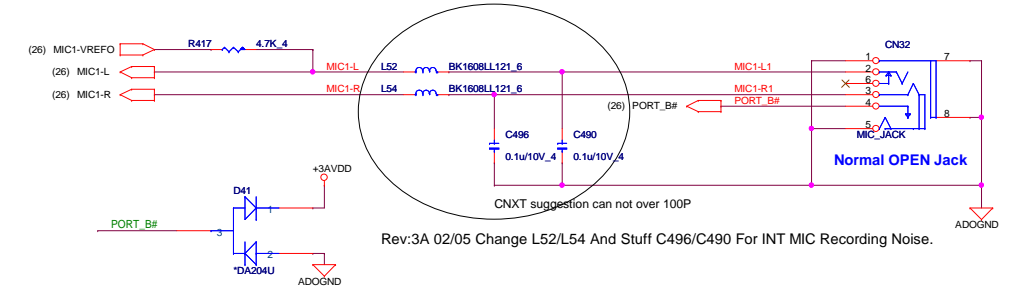 (26) MIC1-VREFO R417 4.7K_4 CN32
(26) MIC1-L MIC1-L L52 BK1608LL121_6 MIC1-L1 1 7
2
6
(26) MIC1-R MIC1-R L54 BK1608LL121_6 MIC1-R1 3
(26) PORT_B# PORT_B# 4
8
5
MIC_JACK
C496 C490
0.1u/10V_4 0.1u/10V_4
Normal OPEN Jack
+3AVDD
D41
1
CNXT suggestion can not over 100P
PORT_B# 3
ADOGND
Rev:3A 02/05 Change L52/L54 And Stuff C496/C490 For INT MIC Recording Noise.
2
*DA204U
ADOGND